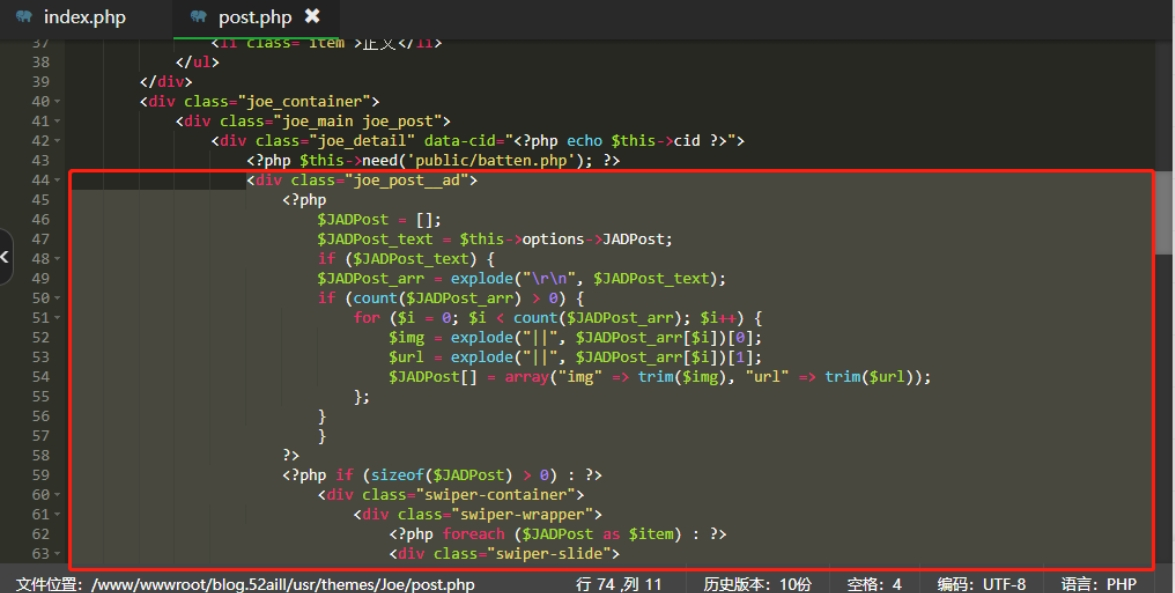 index.php post.php ✖
37 <li class="item">正文</li>
38 </ul>
39 </div>
40 <div class="joe_container">
41 <div class="joe_main joe_post">
42 <div class="joe_detail" data-cid="<?php echo $this->cid ?>">
43 <?php $this->need('public/batten.php'); ?>
44 <div class="joe_post__ad">
45 <?php
46 $JADPost = [];
47 $JADPost_text = $this->options->JADPost;
48 if ($JADPost_text) {
49 $JADPost_arr = explode("\r\n", $JADPost_text);
50 if (count($JADPost_arr) > 0) {
51 for ($i = 0; $i < count($JADPost_arr); $i++) {
52 $img = explode("||", $JADPost_arr[$i])[0];
53 $url = explode("||", $JADPost_arr[$i])[1];
54 $JADPost[] = array("img" => trim($img), "url" => trim($url));
55 };
56 }
57 }
58 ?>
59 <?php if (sizeof($JADPost) > 0) : ?>
60 <div class="swiper-container">
61 <div class="swiper-wrapper">
62 <?php foreach ($JADPost as $item) : ?>
63 <div class="swiper-slide">
文件位置: /www/wwwroot/blog.52aill/usr/themes/Joe/post.php 行 74 ,列 11 历史版本: 10份 空格: 4 编码: UTF-8 语言: PHP